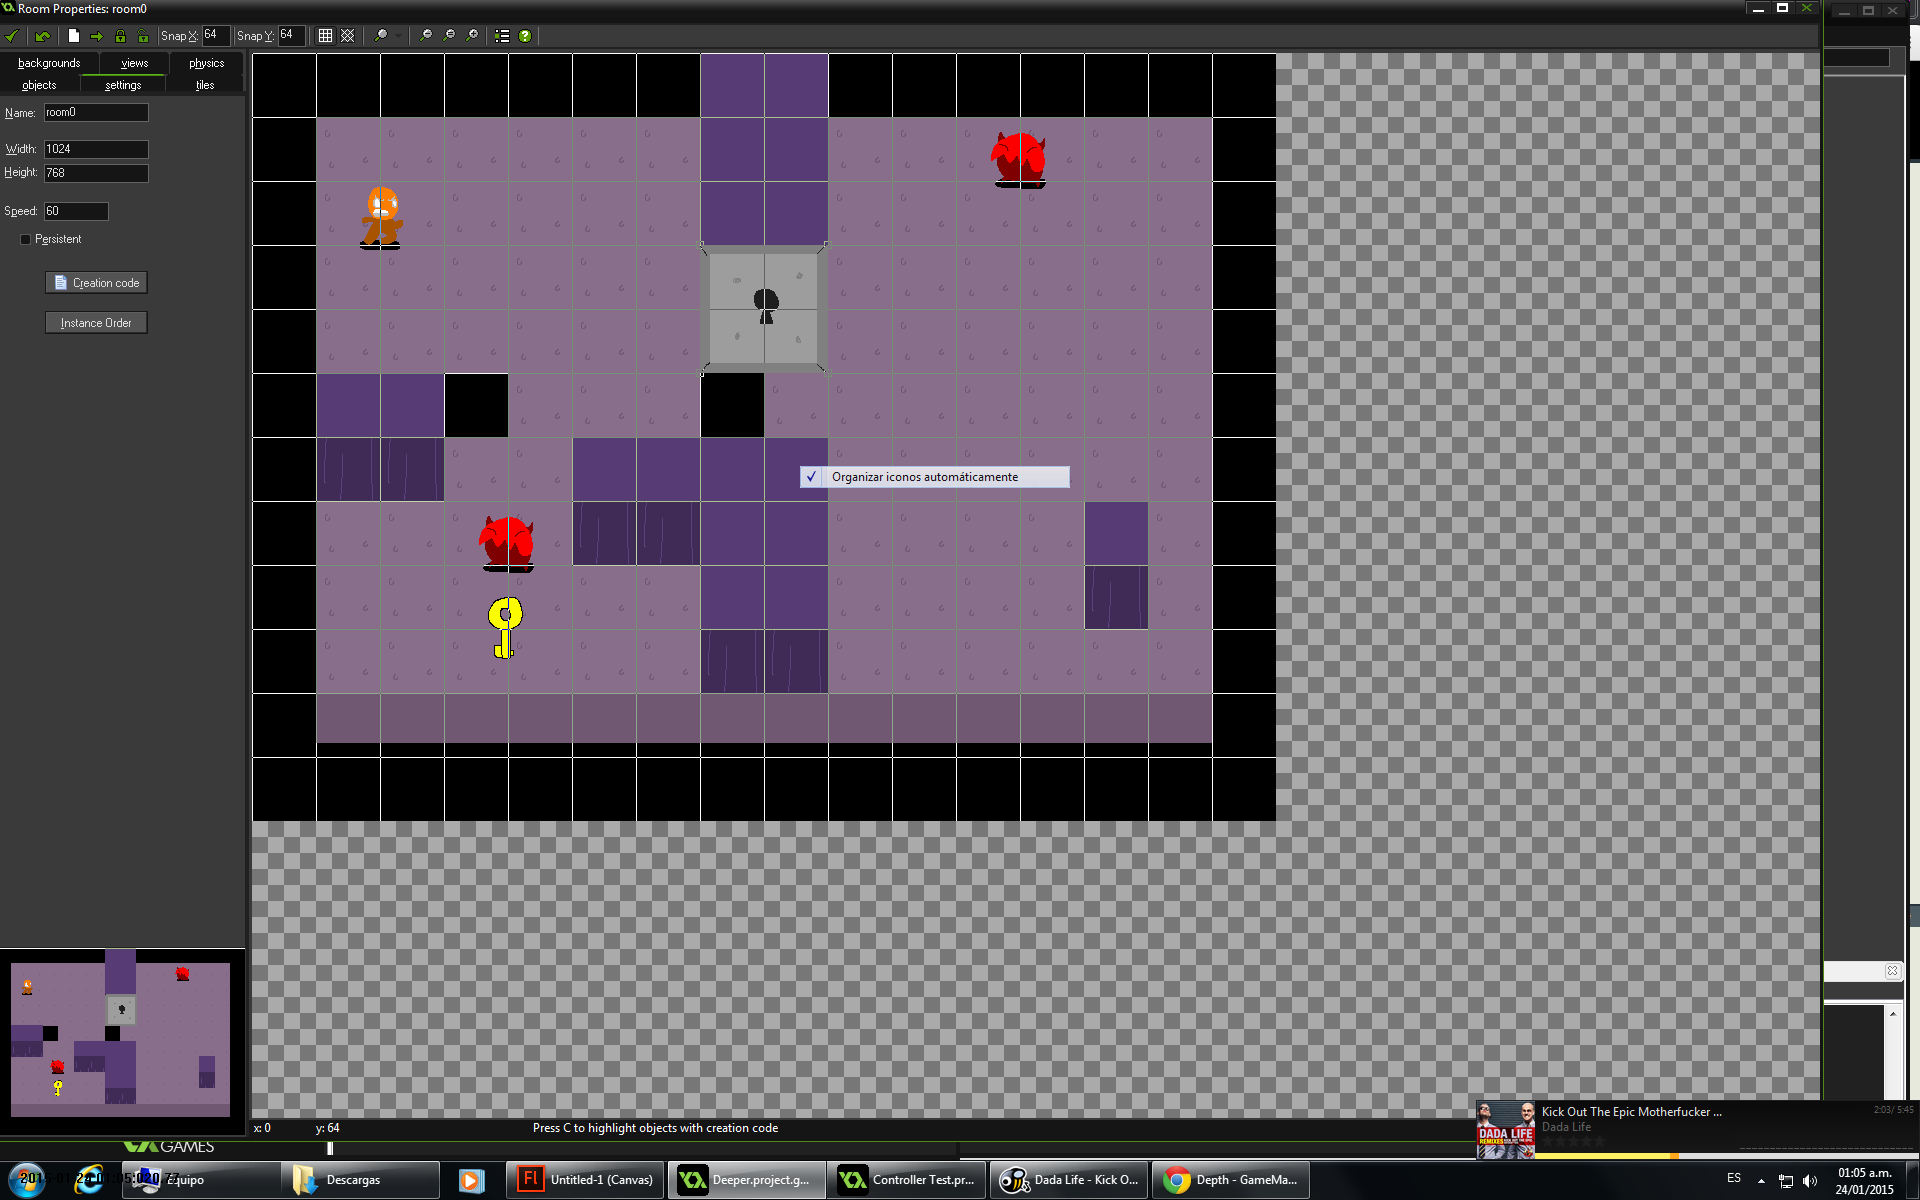 Room Properties: room0
Snap X: 64 Snap Y: 64
backgrounds views physics
objects settings tiles
Name: room0
Width: 1024
Height: 768
Speed: 60
Persistent
Creation code
Instance Order
Organizar iconos automáticamente
x: 0 y: 64 Press C to highlight objects with creation code
Kick Out The Epic Motherfucker ...
2:03/ 5:45
Dada Life
DADA LIFE
GAMES
Equipo
Descargas
Untitled-1 (Canvas)
Deeper.project.g...
Controller Test.pr...
Dada Life - Kick O...
Depth - GameMa...
ES
01:05 a.m.
24/01/2015